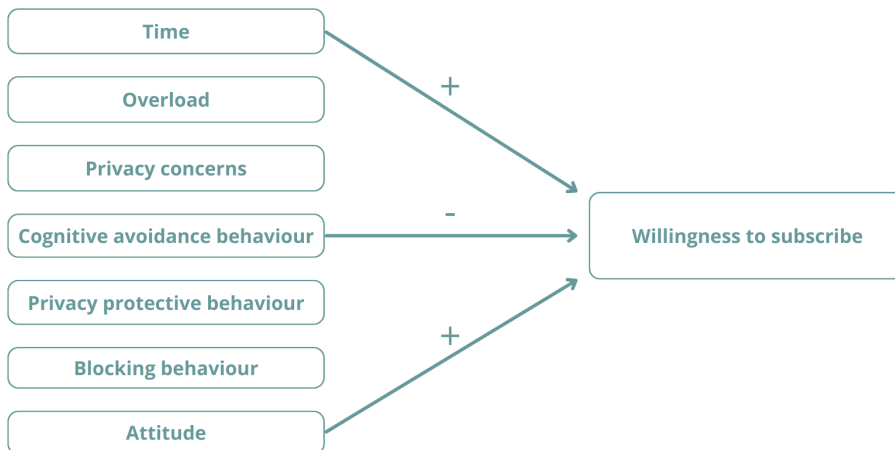 Time
+
Overload
Privacy concerns
-
Cognitive avoidance behaviour
Willingness to subscribe
Privacy protective behaviour
+
Blocking behaviour
Attitude